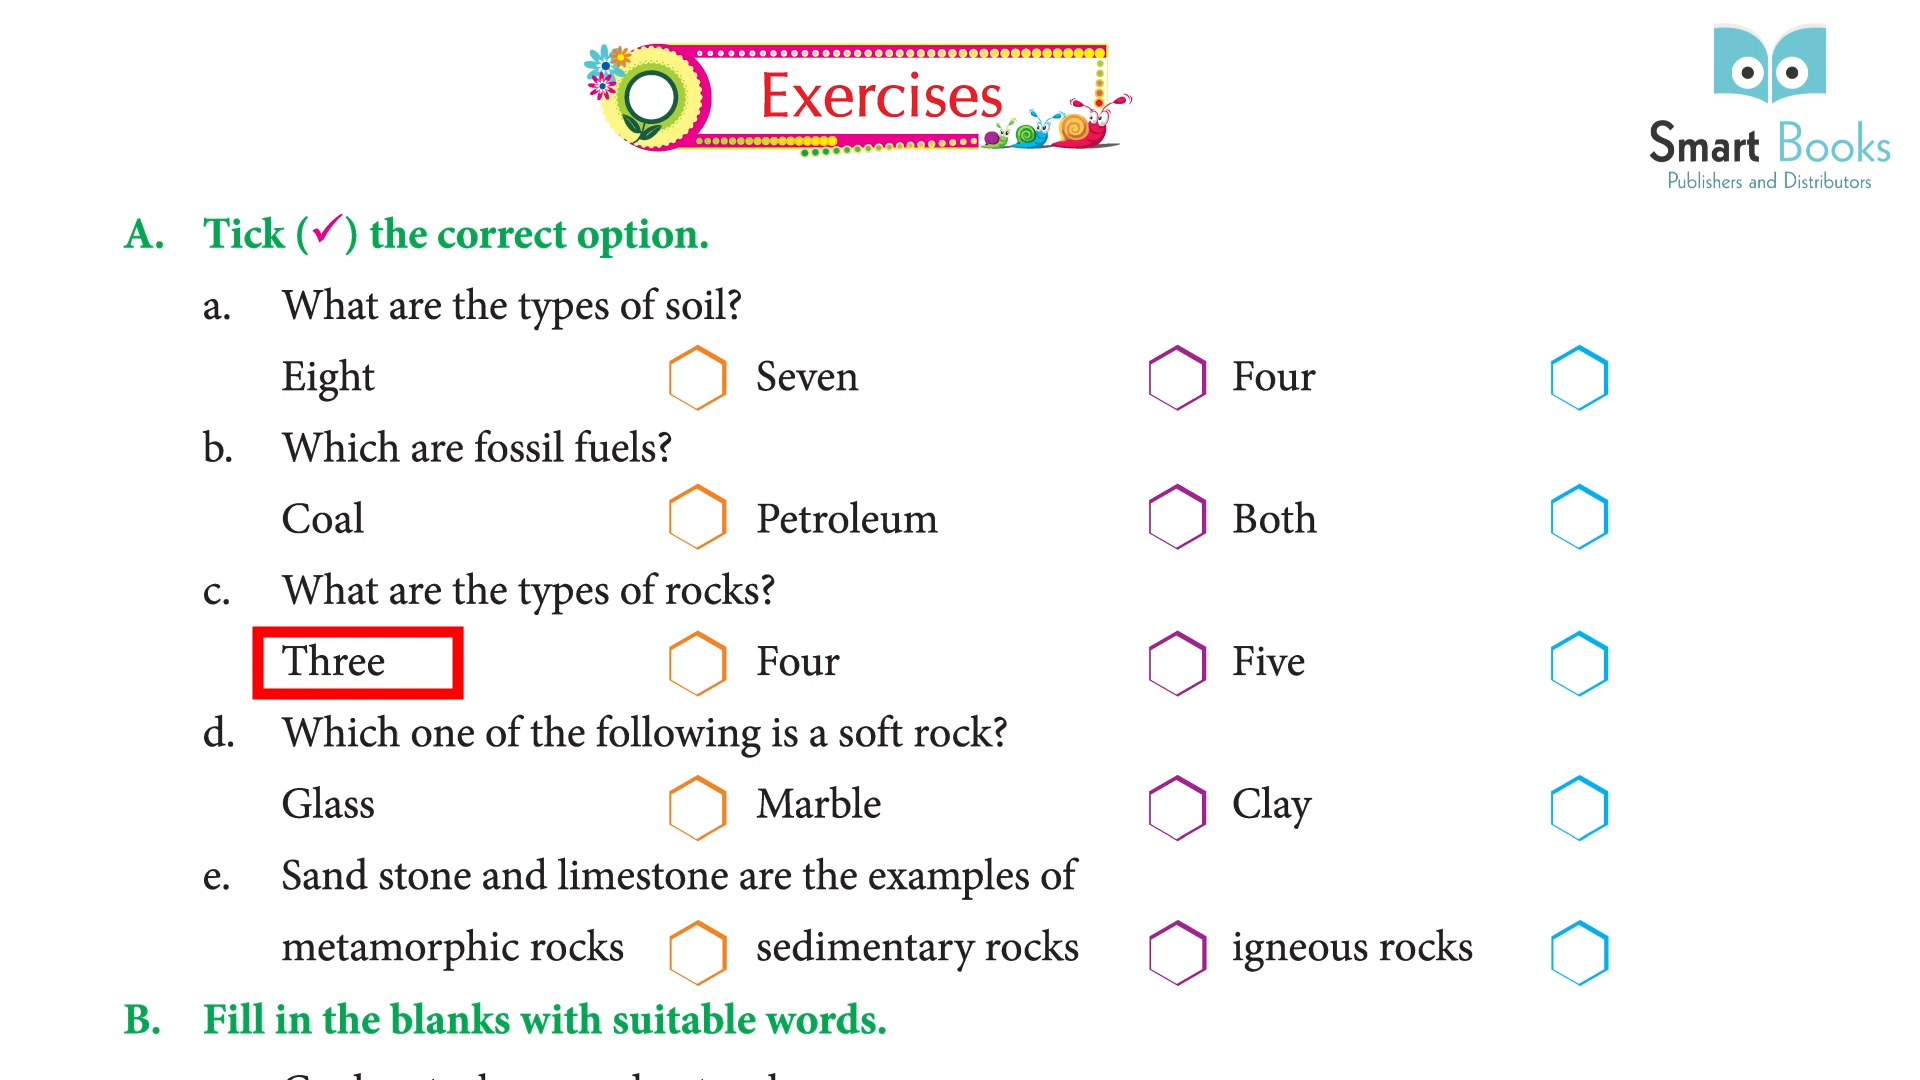 Exercises
Smart Books
Publishers and Distributors
A. Tick (✓) the correct option.
a. What are the types of soil?
Eight Seven Four
b. Which are fossil fuels?
Coal Petroleum Both
c. What are the types of rocks?
Three Four Five
d. Which one of the following is a soft rock?
Glass Marble Clay
e. Sand stone and limestone are the examples of
metamorphic rocks sedimentary rocks igneous rocks
B. Fill in the blanks with suitable words.